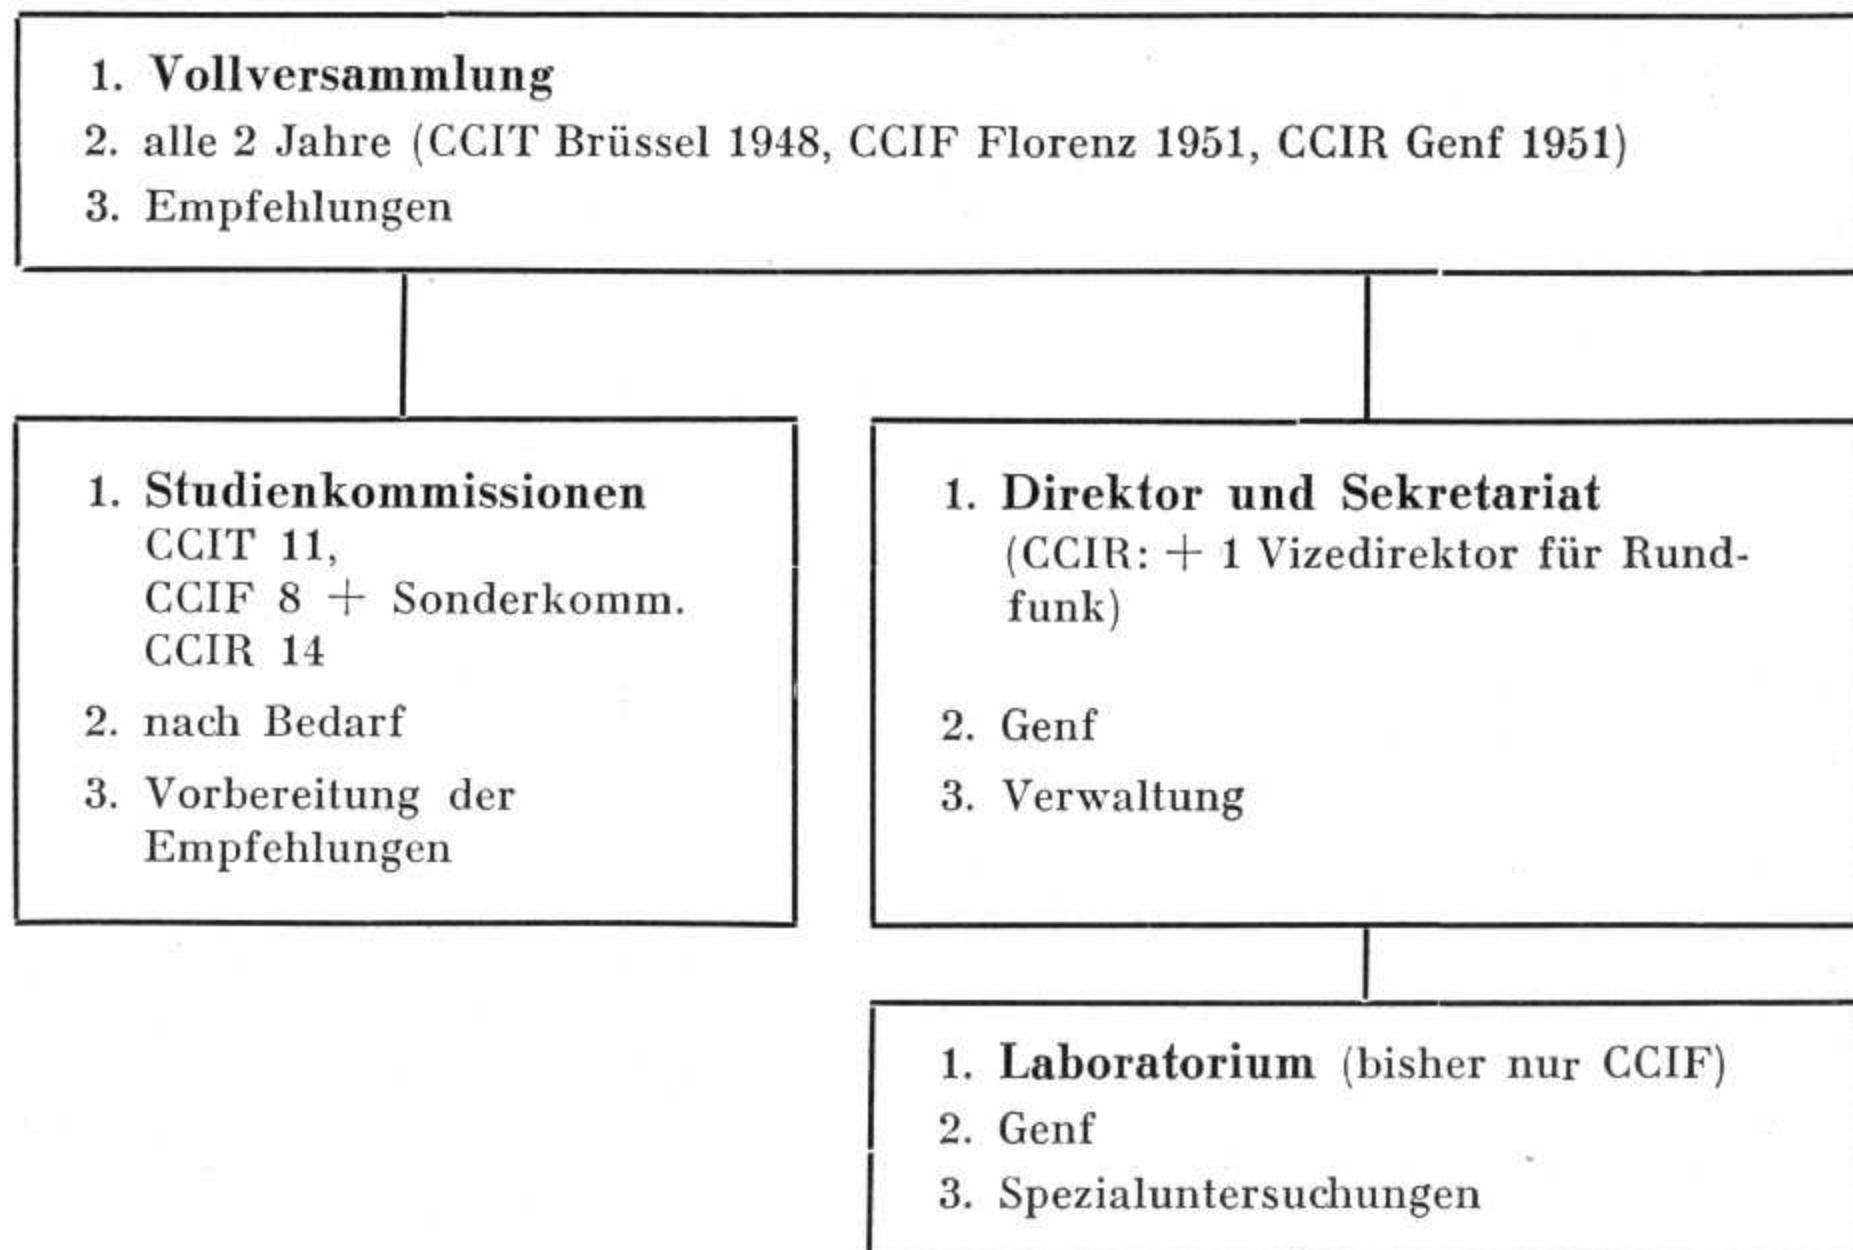 1. Vollversammlung
2. alle 2 Jahre (CCIT Brüssel 1948, CCIF Florenz 1951, CCIR Genf 1951)
3. Empfehlungen
1. Studienkommissionen
CCIT 11,
CCIF 8 + Sonderkomm.
CCIR 14
2. nach Bedarf
3. Vorbereitung der
Empfehlungen
1. Direktor und Sekretariat
(CCIR: + 1 Vizedirektor für Rund-
funk)
2. Genf
3. Verwaltung
1. Laboratorium (bisher nur CCIF)
2. Genf
3. Spezialuntersuchungen